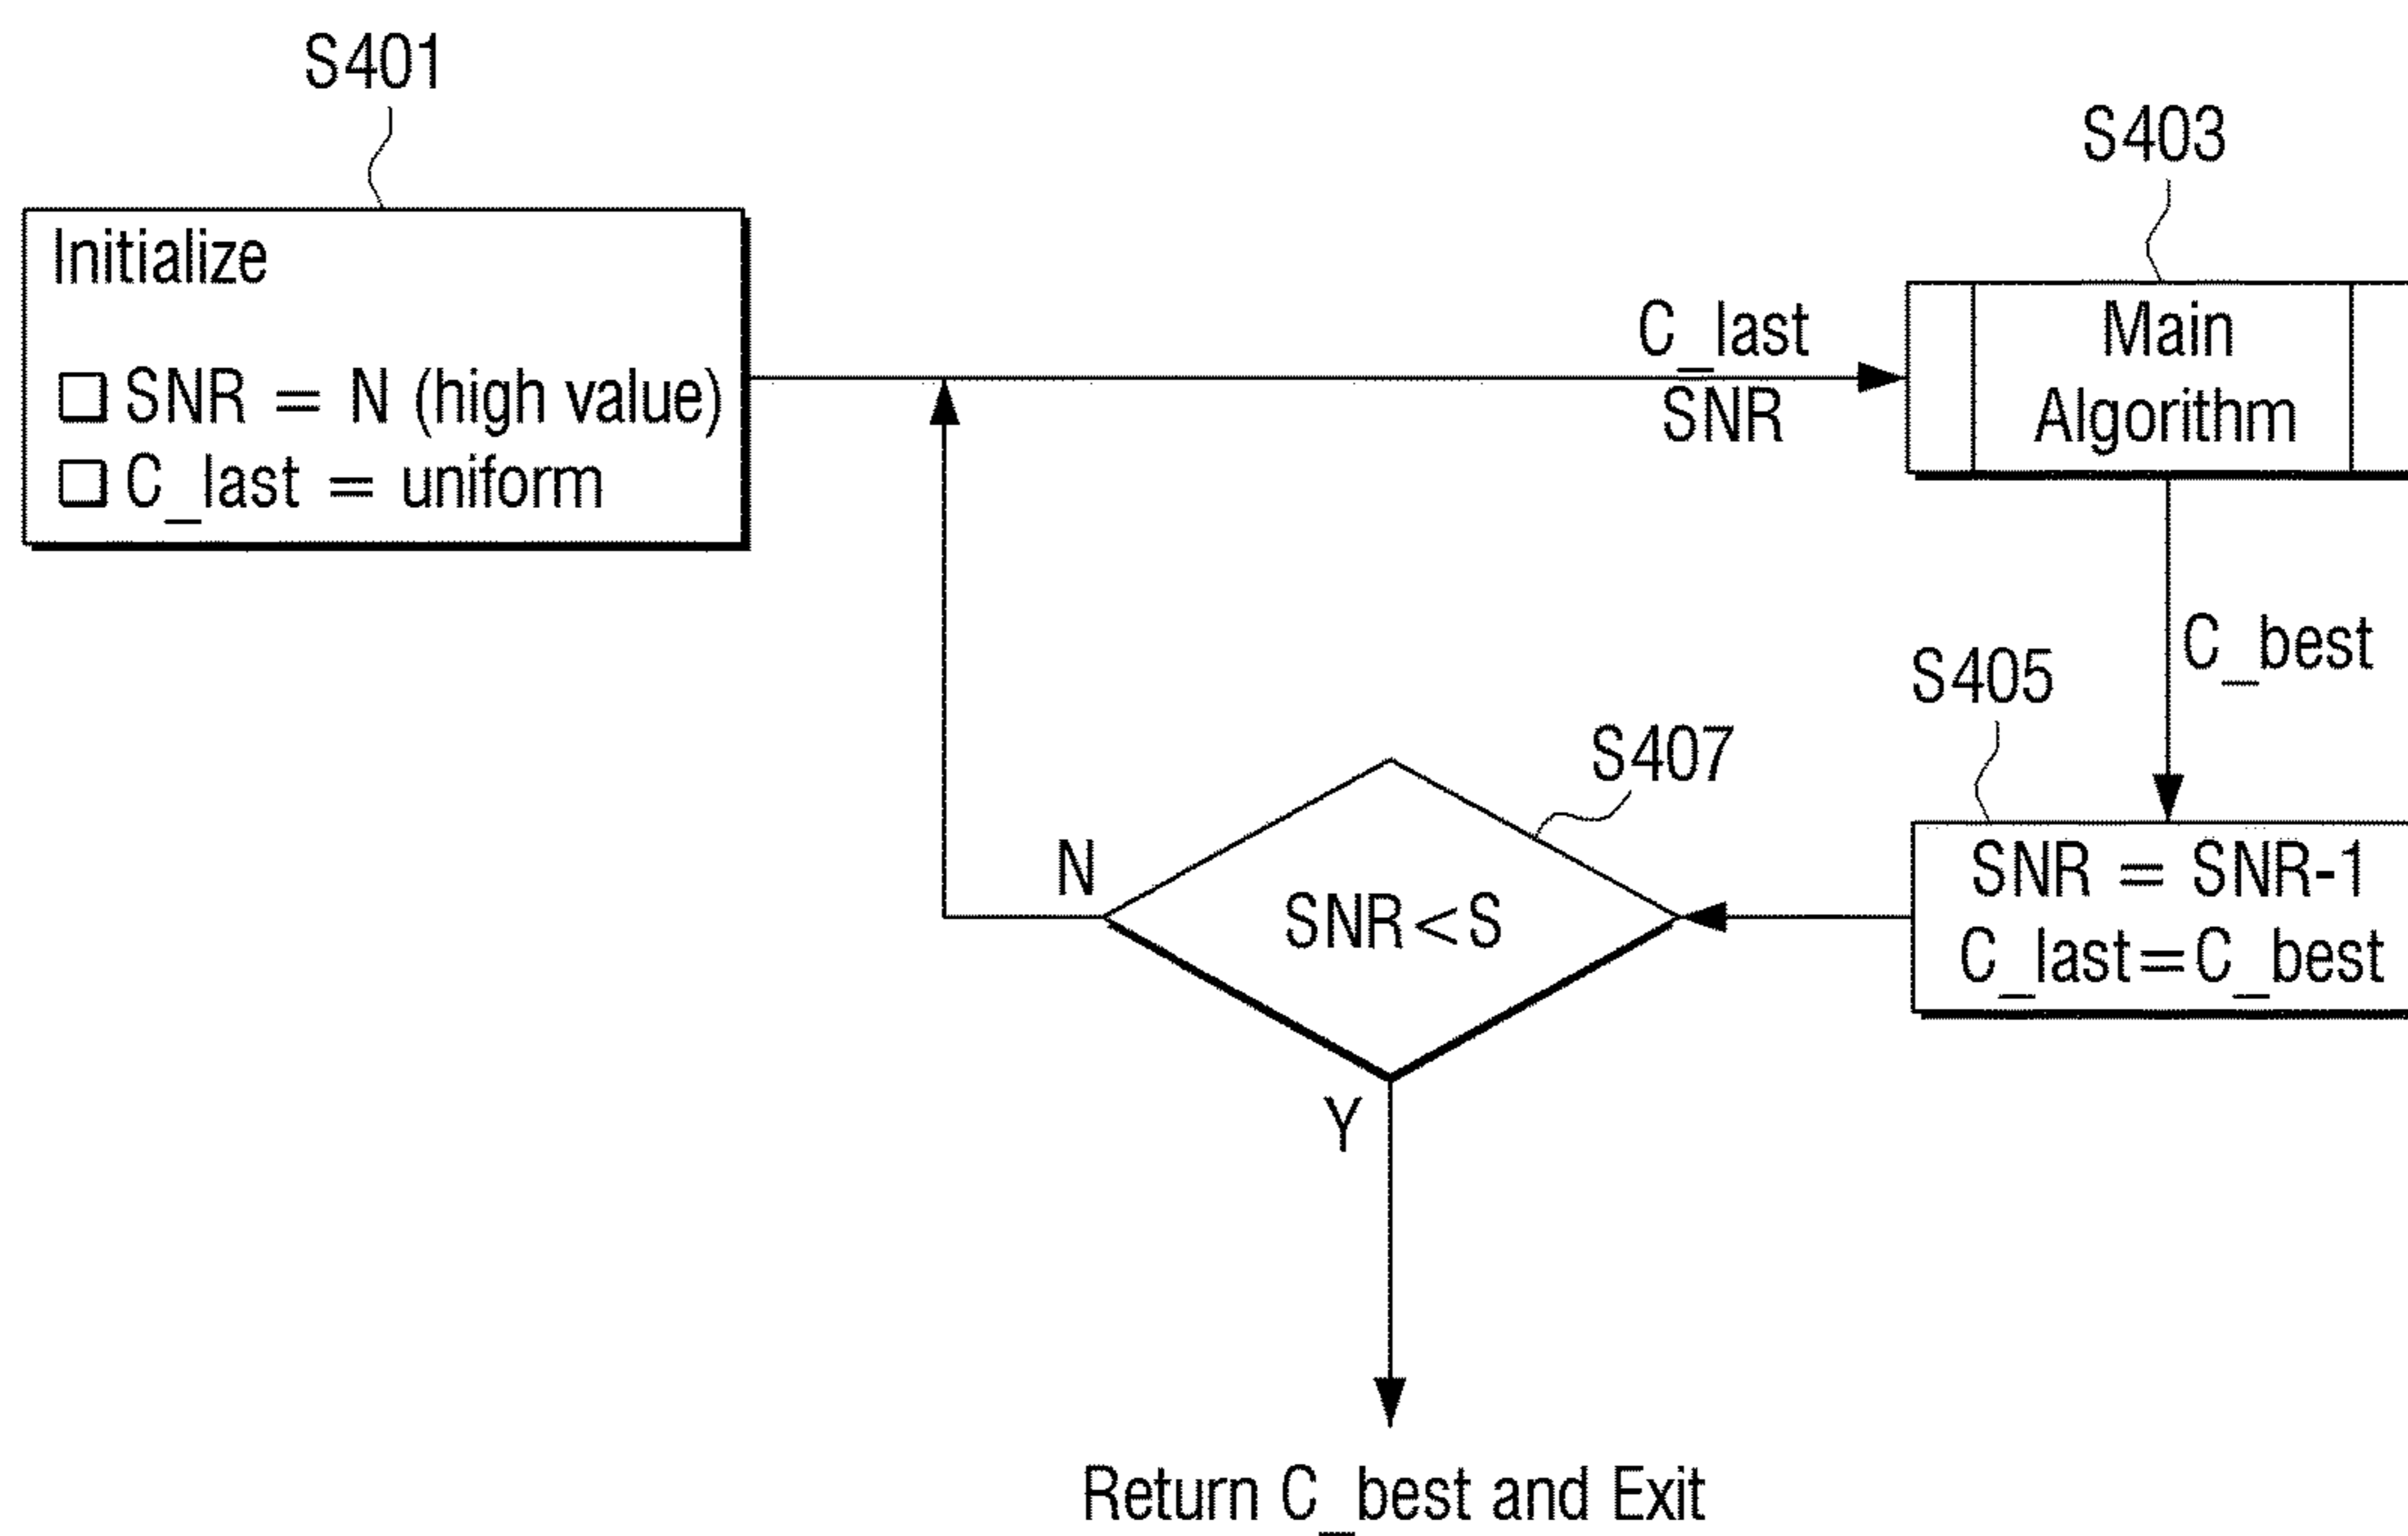 S401
Initialize
□ SNR = N (high value)
□ C_last = uniform
C_last
SNR
S403
Main
Algorithm
C_best
S405
SNR = SNR-1
C_last=C_best
S407
SNR<S
N
Y
Return C_best and Exit